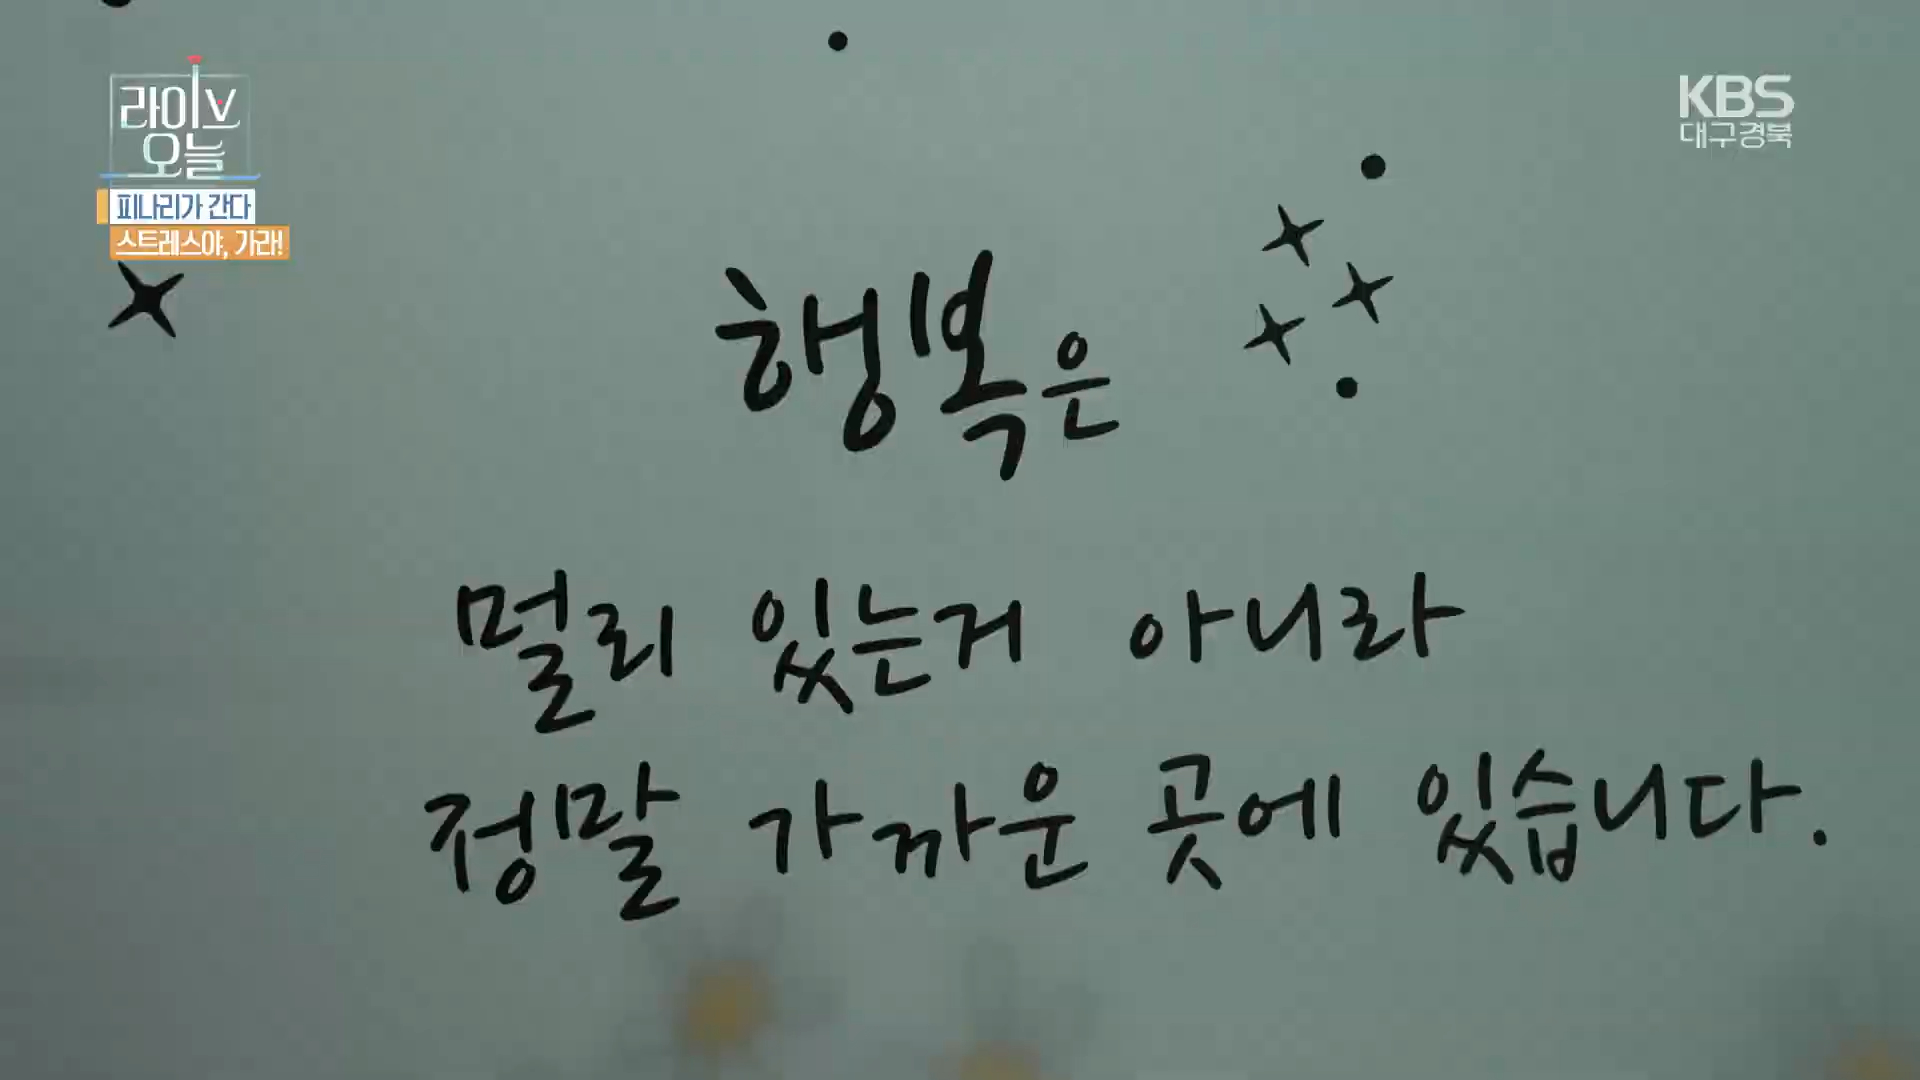 라이브
오늘
피나리가 간다
스트레스야, 가라!
KBS
대구경북
행복은
멀리 있는거 아니라
정말 가까운 곳에 있습니다.